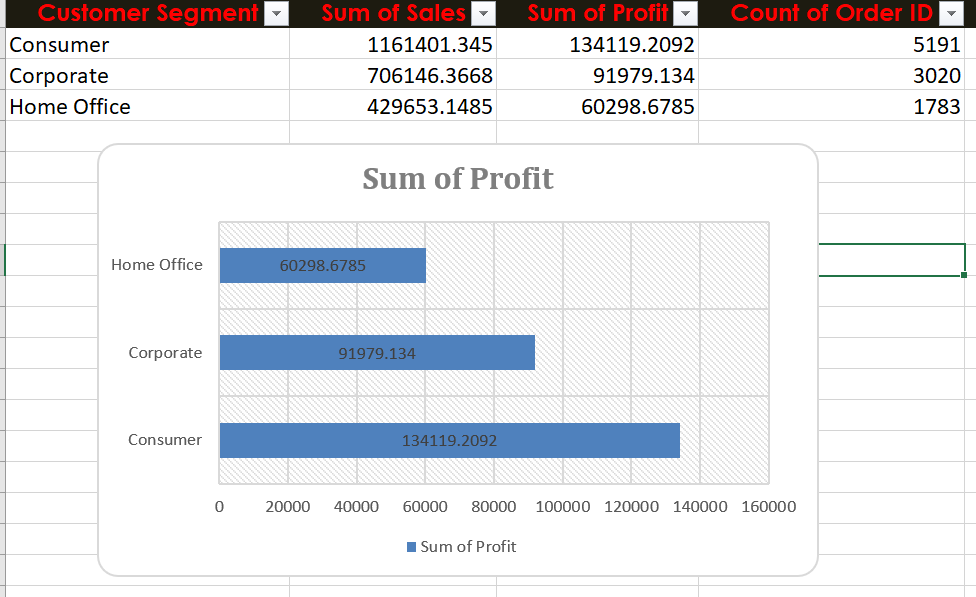 Customer Segment Sum of Sales Sum of Profit Count of Order ID
Consumer 1161401.345 134119.2092 5191
Corporate 706146.3668 91979.134 3020
Home Office 429653.1485 60298.6785 1783
Sum of Profit
Home Office 60298.6785
Corporate 91979.134
Consumer 134119.2092
0 20000 40000 60000 80000 100000 120000 140000 160000
Sum of Profit